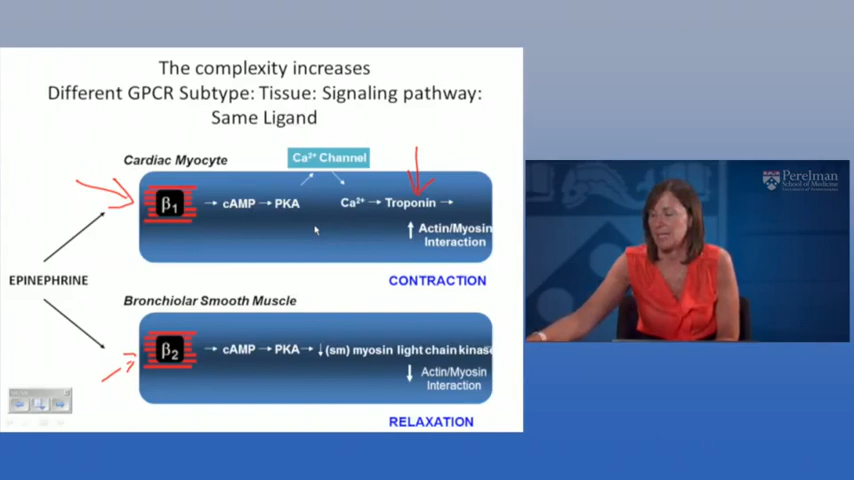 The complexity increases
Different GPCR Subtype: Tissue: Signaling pathway:
Same Ligand
Cardiac Myocyte
Ca²⁺ Channel
β₁ → cAMP → PKA Ca²⁺ → Troponin →
↑ Actin/Myosin
Interaction
EPINEPHRINE
CONTRACTION
Bronchiolar Smooth Muscle
β₂ → cAMP → PKA → ↓ (sm) myosin light chain kinase
↓ Actin/Myosin
Interaction
RELAXATION
Perelman
School of Medicine